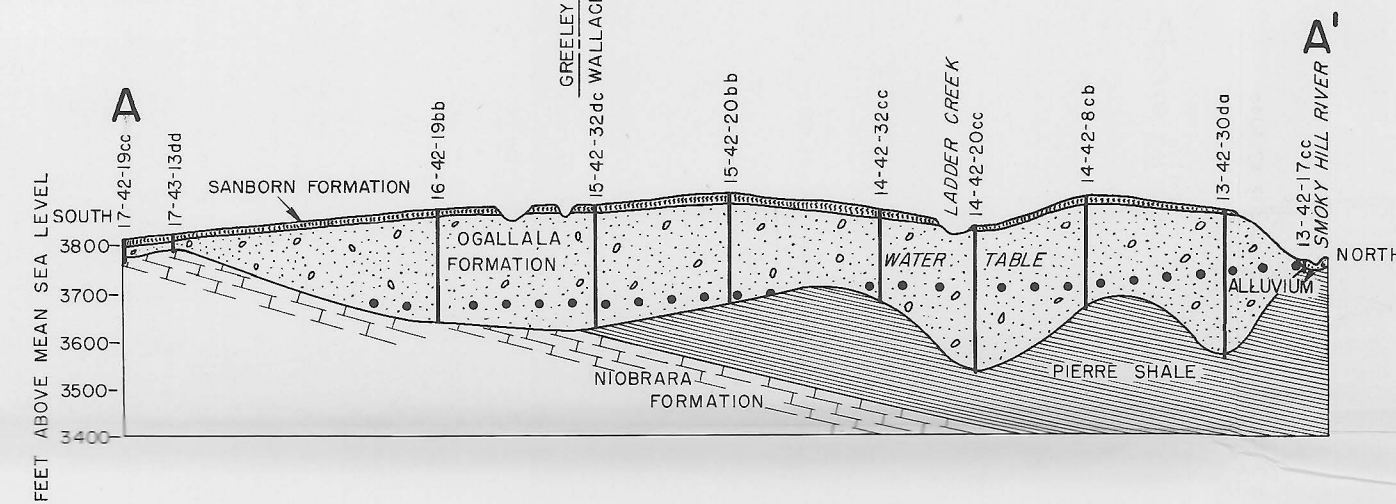 A
A'
GREELEY
WALLAC
17-42-19cc
17-43-13dd
16-42-19bb
15-42-32dc
15-42-20bb
14-42-32cc
LADDER CREEK
14-42-20cc
14-42-8cb
13-42-30da
13-42-17cc
SMOKY HILL RIVER
SANBORN FORMATION
SOUTH
NORTH
FEET ABOVE MEAN SEA LEVEL
3800
3700
3600
3500
3400
OGALLALA
FORMATION
WATER TABLE
ALLUVIUM
NIOBRARA
FORMATION
PIERRE SHALE